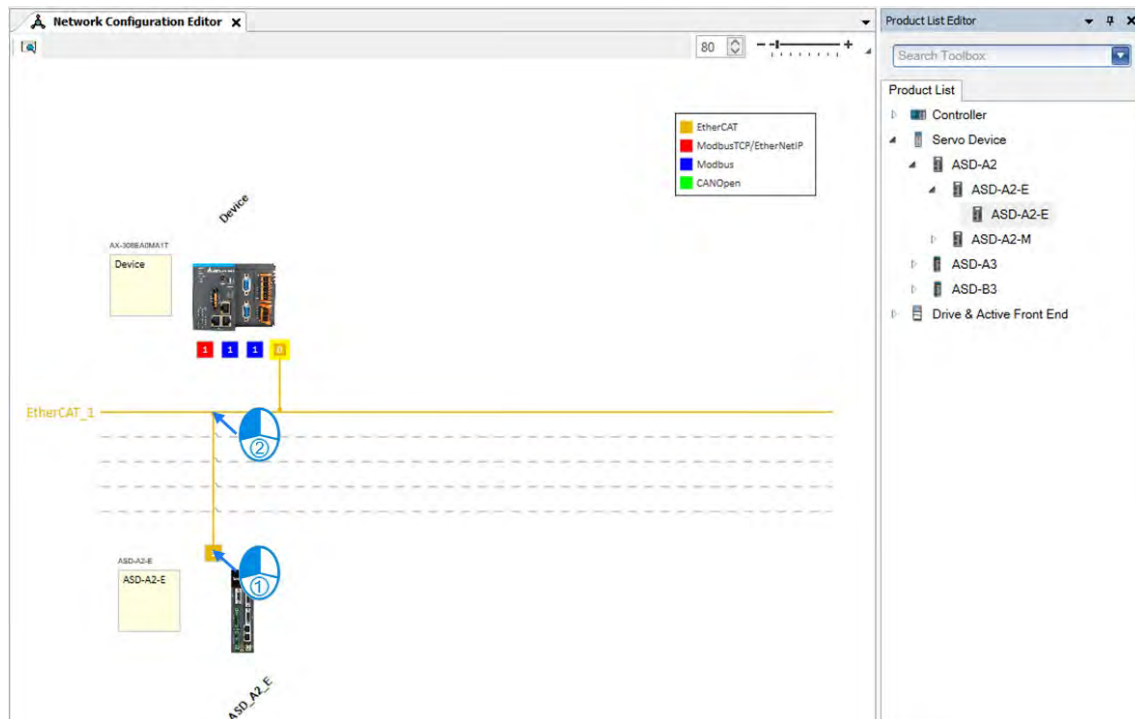 Network Configuration Editor
80
EtherCAT
ModbusTCP/EtherNetIP
Modbus
CANOpen
Device
AX-308EA0MA1T
Device
1 1 1
EtherCAT_1
②
ASD-A2-E
ASD-A2-E
①
ASD_A2_E
Product List Editor
Search Toolbox
Product List
Controller
Servo Device
ASD-A2
ASD-A2-E
ASD-A2-E
ASD-A2-M
ASD-A3
ASD-B3
Drive & Active Front End